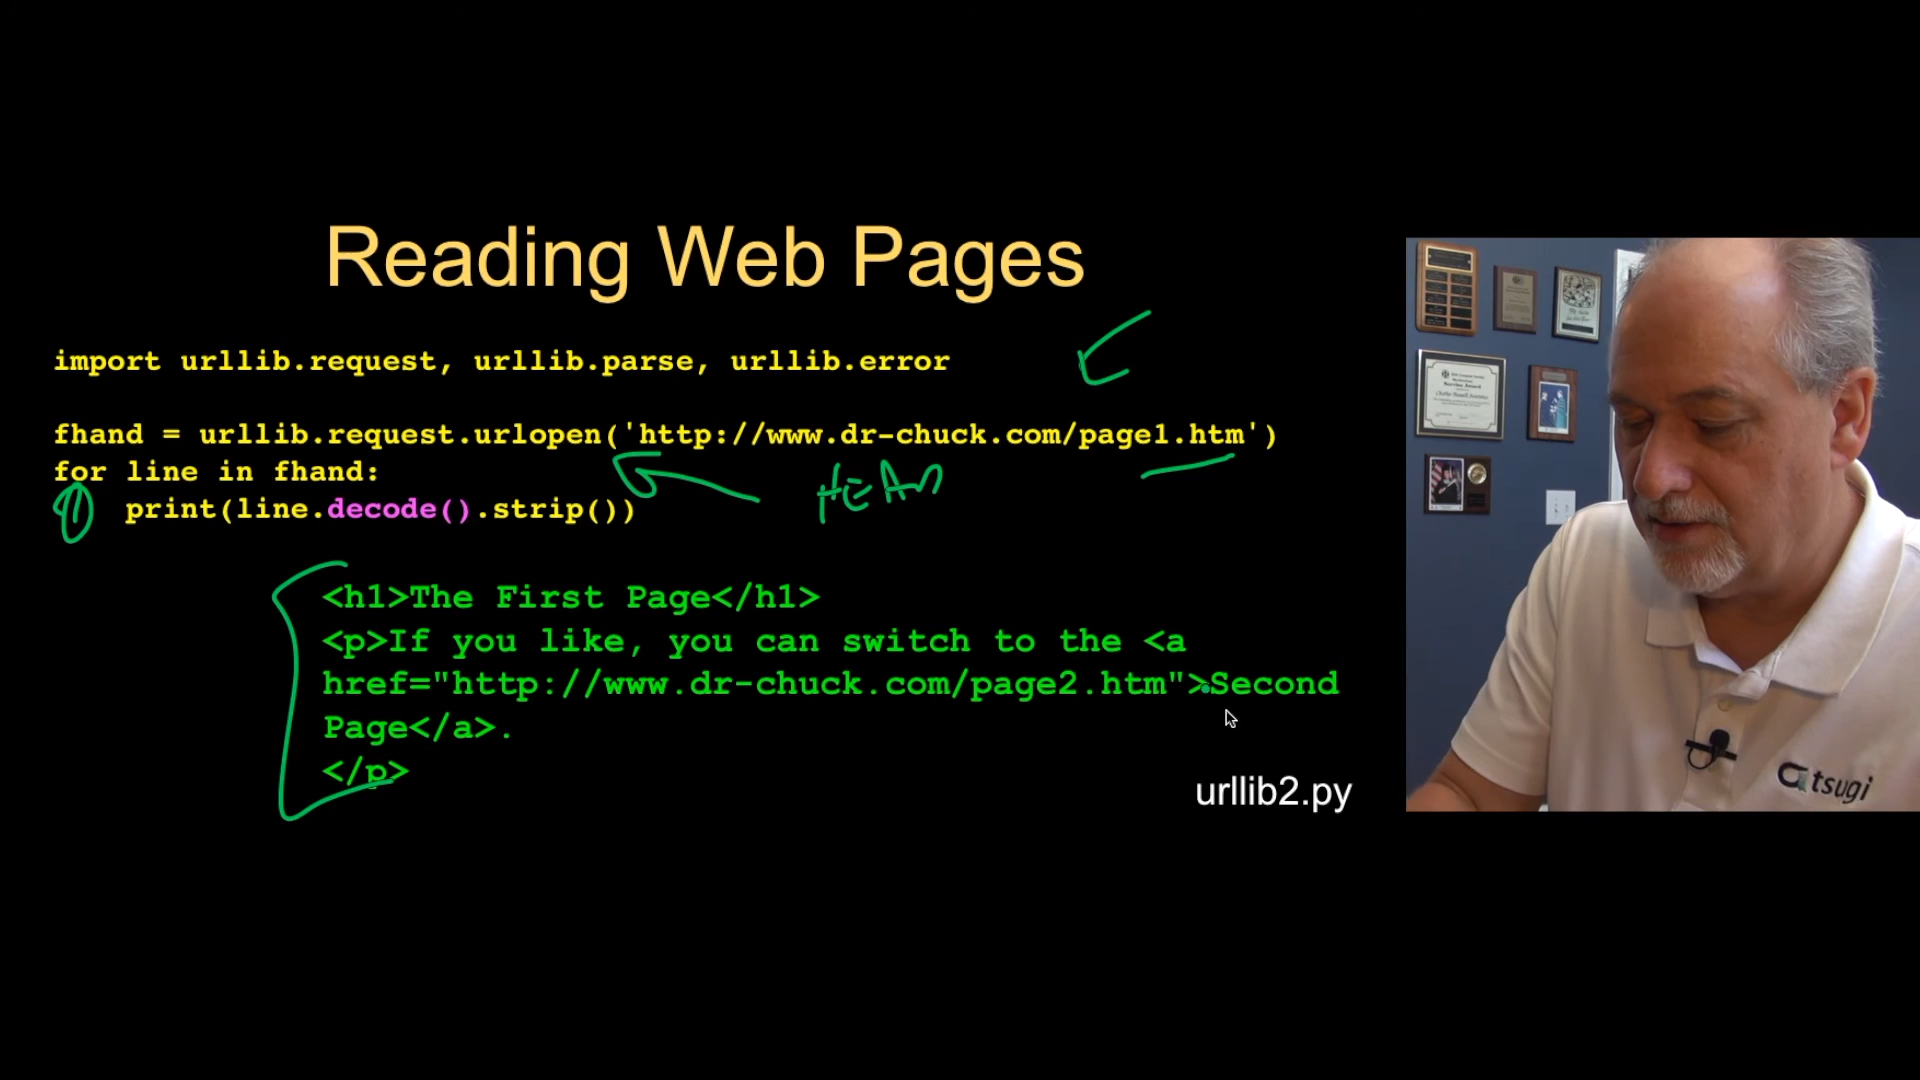 Reading Web Pages
import urllib.request, urllib.parse, urllib.error
fhand = urllib.request.urlopen('http://www.dr-chuck.com/page1.htm')
for line in fhand:
print(line.decode().strip())
HEAD
<h1>The First Page</h1>
<p>If you like, you can switch to the <a
href="http://www.dr-chuck.com/page2.htm">Second
Page</a>.
</p>
urllib2.py
tsugi